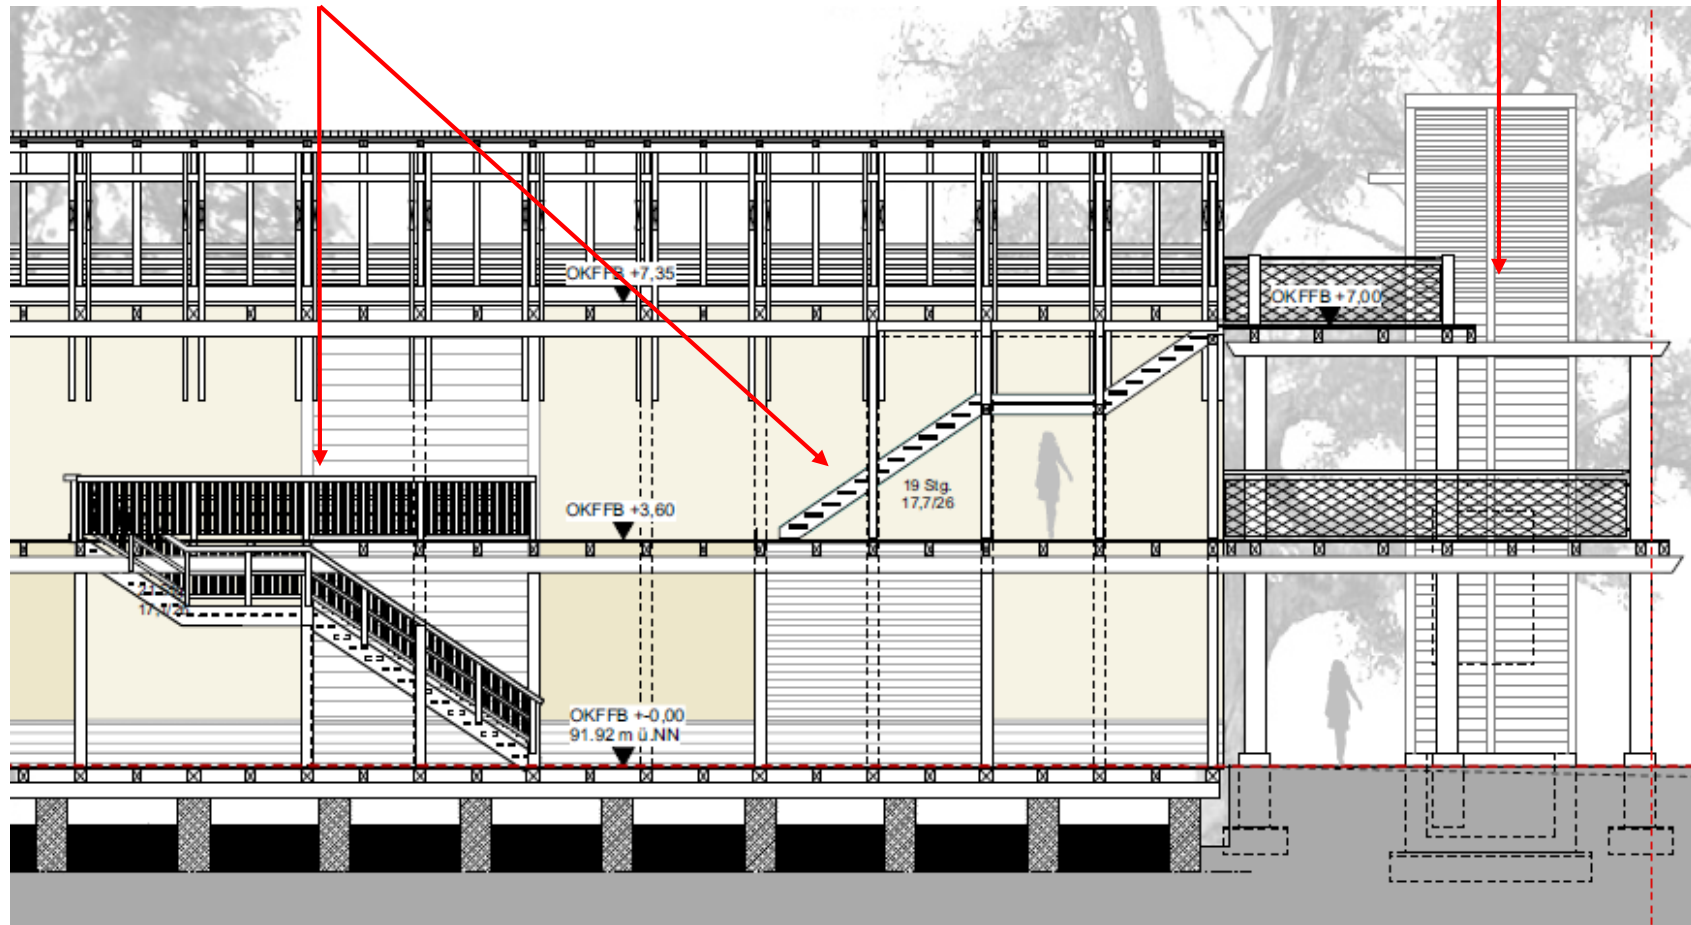 OKFFB +7,35
OKFFB +7,00
19 Stg.
17,7/26
OKFFB +3,60
OKFFB +-0,00
91.92 m ü.NN